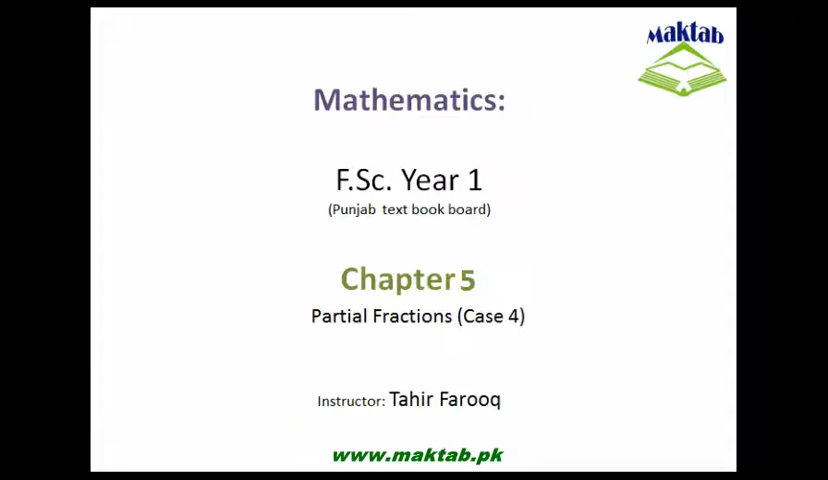 Maktab
Mathematics:
F.Sc. Year 1
(Punjab text book board)
Chapter 5
Partial Fractions (Case 4)
Instructor: Tahir Farooq
www.maktab.pk